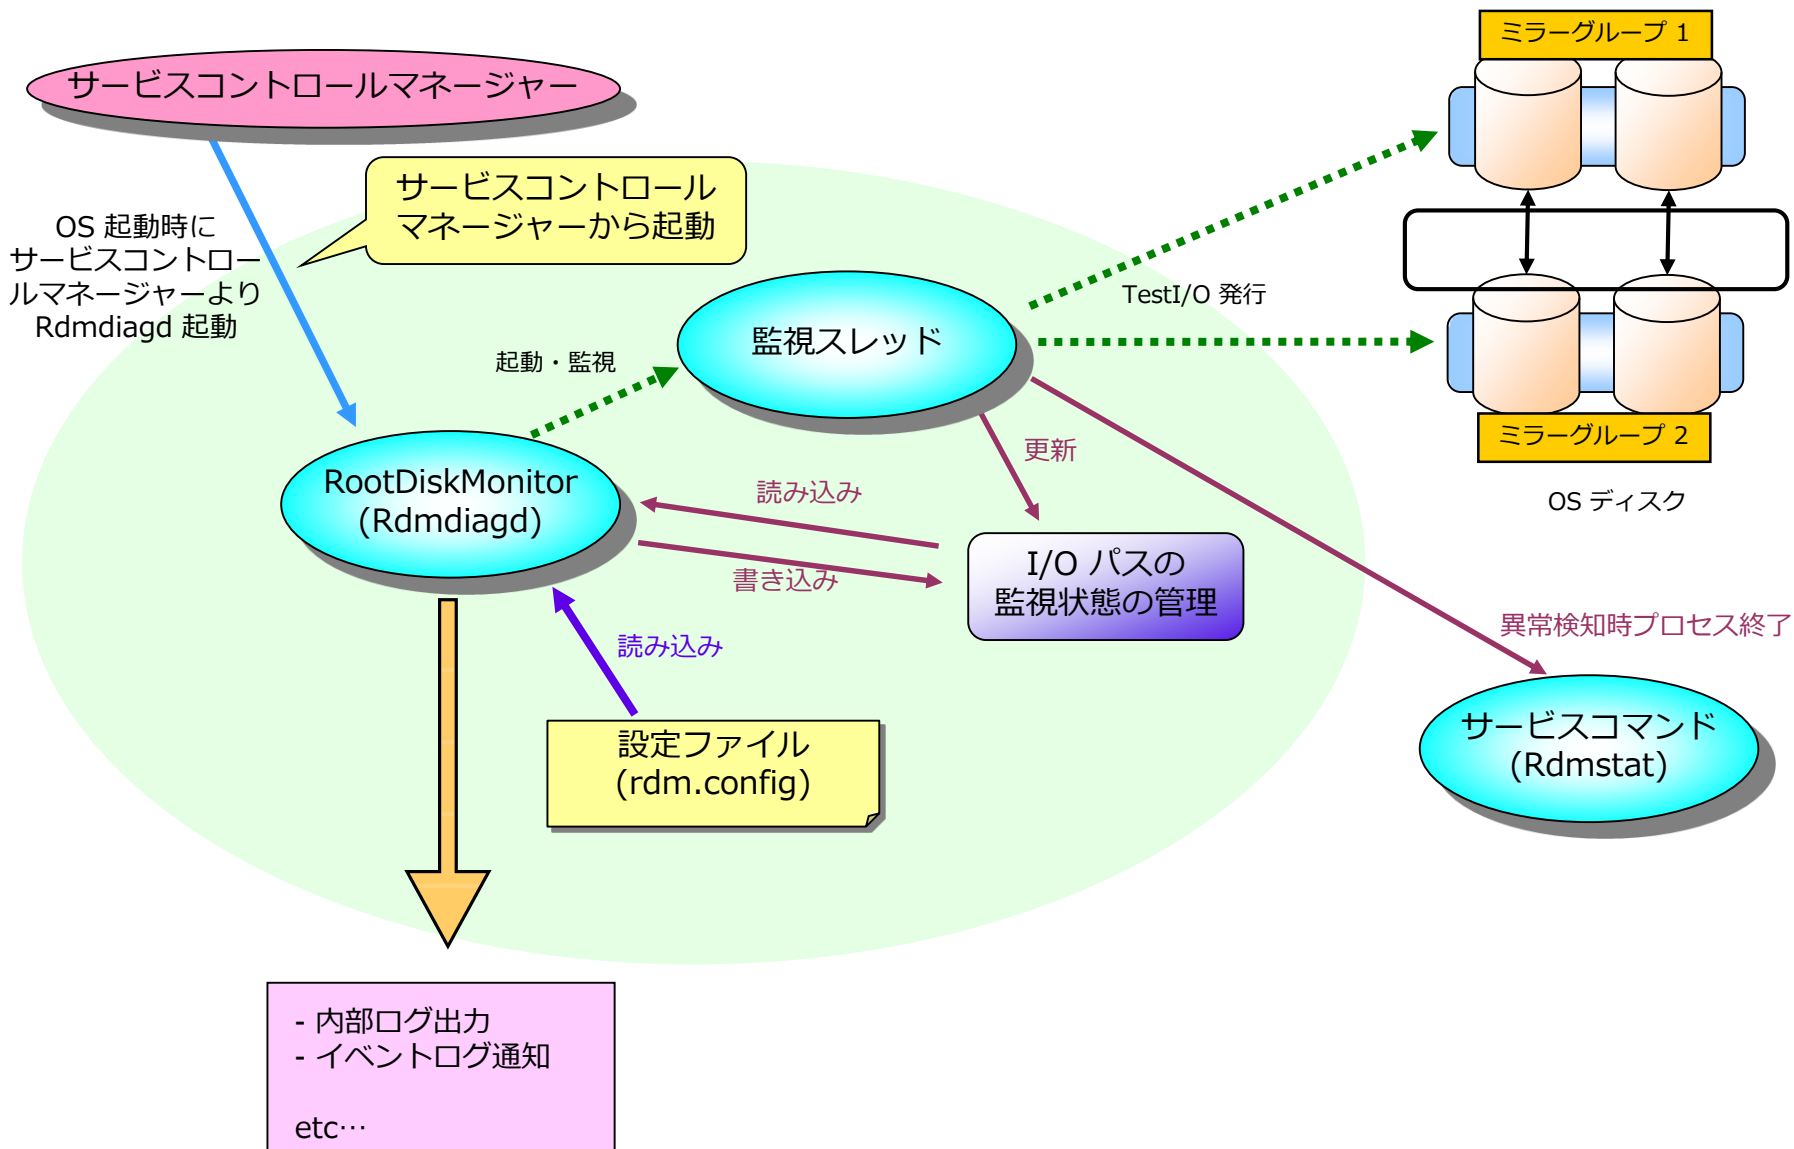 ミラーグループ 1
サービスコントロールマネージャー
サービスコントロール
マネージャーから起動
OS 起動時に
サービスコントロー
ルマネージャーより
Rdmdiagd 起動
TestI/O 発行
監視スレッド
起動・監視
ミラーグループ 2
OS ディスク
更新
RootDiskMonitor
(Rdmdiagd)
読み込み
書き込み
I/O パスの
監視状態の管理
異常検知時プロセス終了
読み込み
サービスコマンド
(Rdmstat)
設定ファイル
(rdm.config)
- 内部ログ出力
- イベントログ通知
etc…